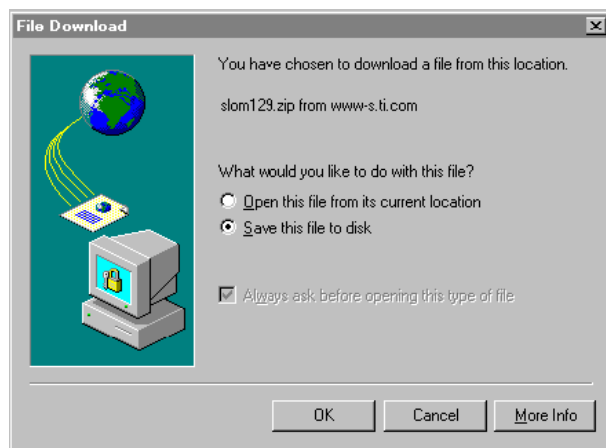 File Download
You have chosen to download a file from this location.
slom129.zip from www-s.ti.com
What would you like to do with this file?
Open this file from its current location
Save this file to disk
Always ask before opening this type of file
OK
Cancel
More Info